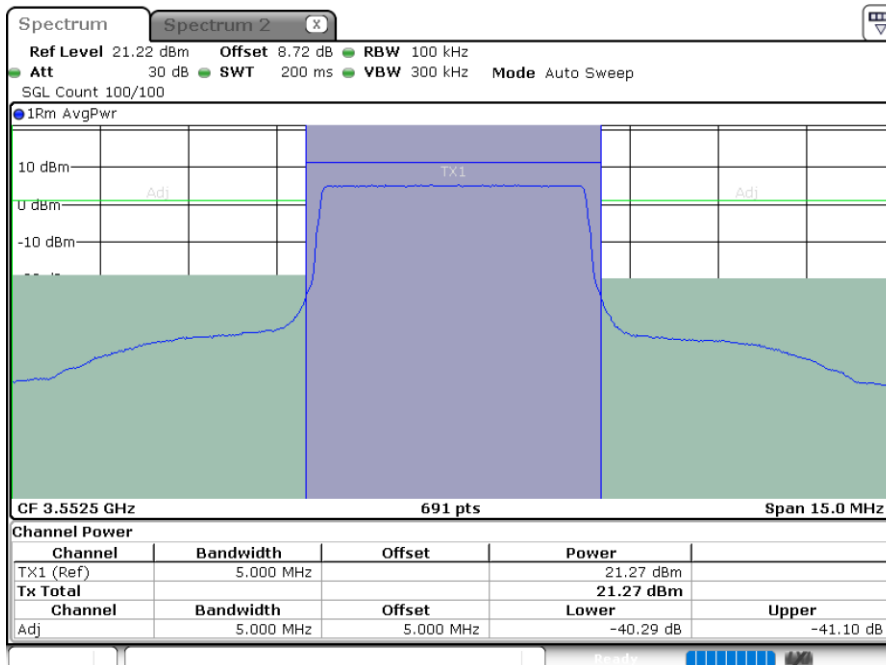 Spectrum Spectrum 2 X
Ref Level 21.22 dBm Offset 8.72 dB RBW 100 kHz
Att 30 dB SWT 200 ms VBW 300 kHz Mode Auto Sweep
SGL Count 100/100
1Rm AvgPwr
10 dBm
TX1
Adj Adj
0 dBm
-10 dBm
CF 3.5525 GHz 691 pts Span 15.0 MHz
Channel Power
Channel Bandwidth Offset Power
TX1 (Ref) 5.000 MHz 21.27 dBm
Tx Total 21.27 dBm
Channel Bandwidth Offset Lower Upper
Adj 5.000 MHz 5.000 MHz -40.29 dB -41.10 dB
Ready